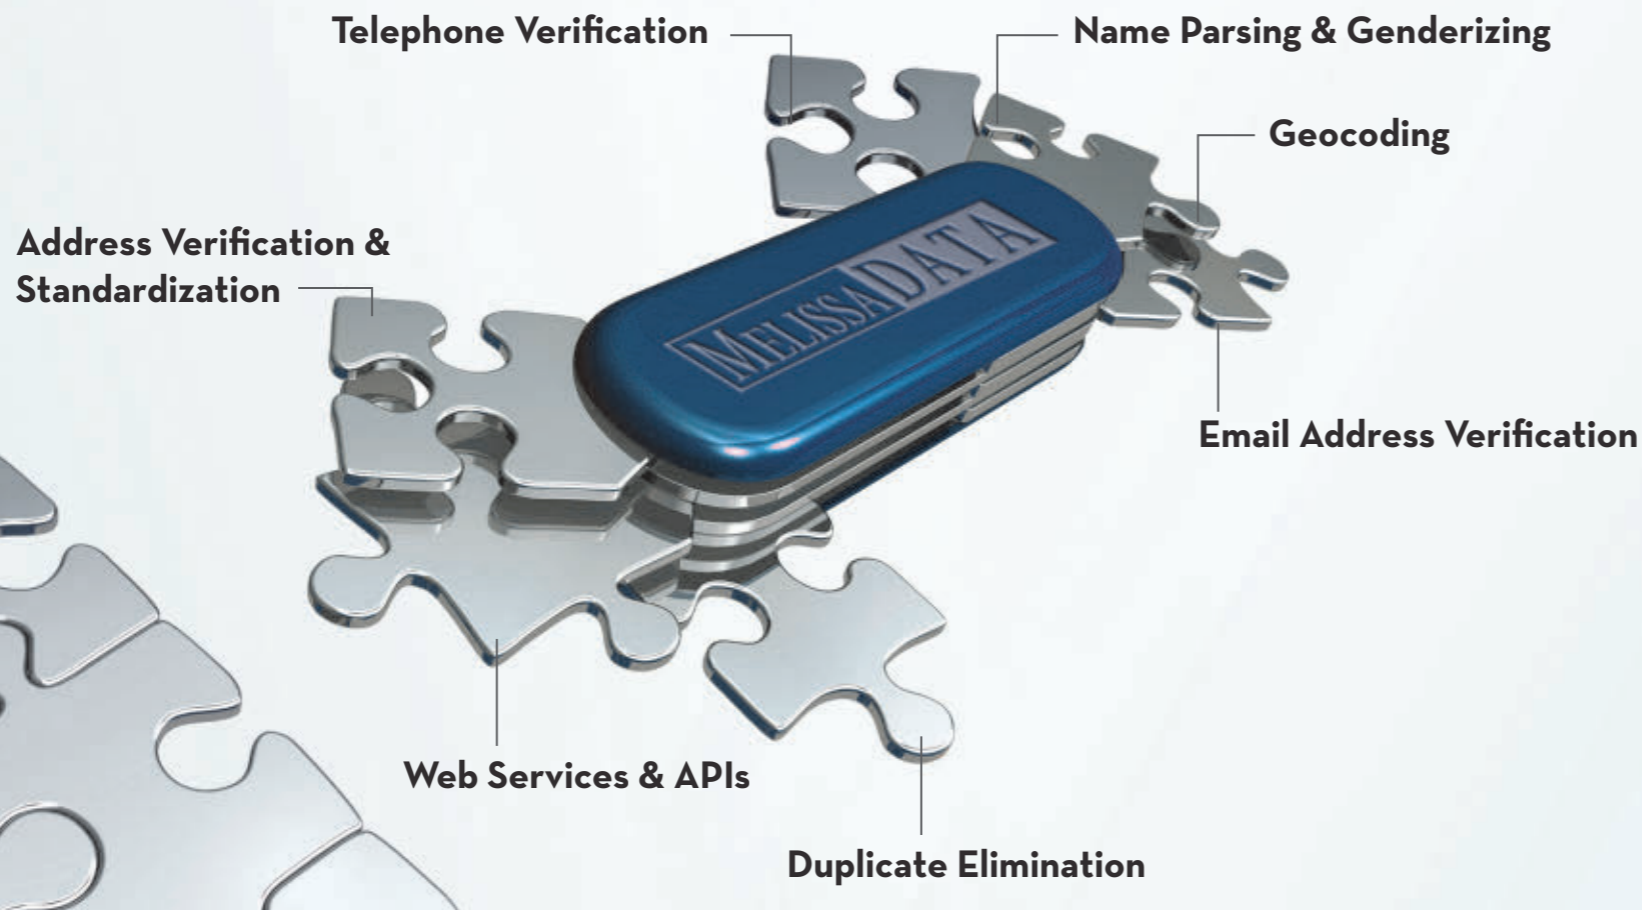 Telephone Verification
Name Parsing & Genderizing
Geocoding
Address Verification &
Standardization
MELISSA DATA
Email Address Verification
Web Services & APIs
Duplicate Elimination